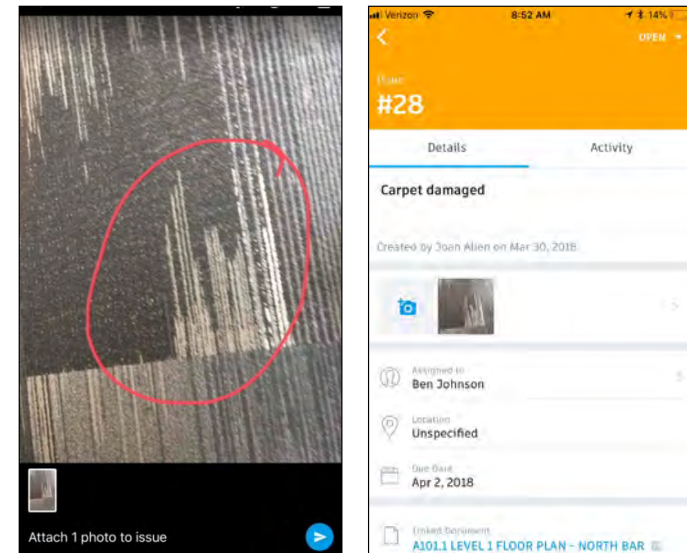 Attach 1 photo to issue
Verizon 8:52 AM 14%
OPEN
Issue
#28
Details Activity
Carpet damaged
Created by Joan Allen on Mar 30, 2018
Assigned to
Ben Johnson
Location
Unspecified
Due Date
Apr 2, 2018
Linked Document
A101.1 LEVEL 1 FLOOR PLAN - NORTH BAR